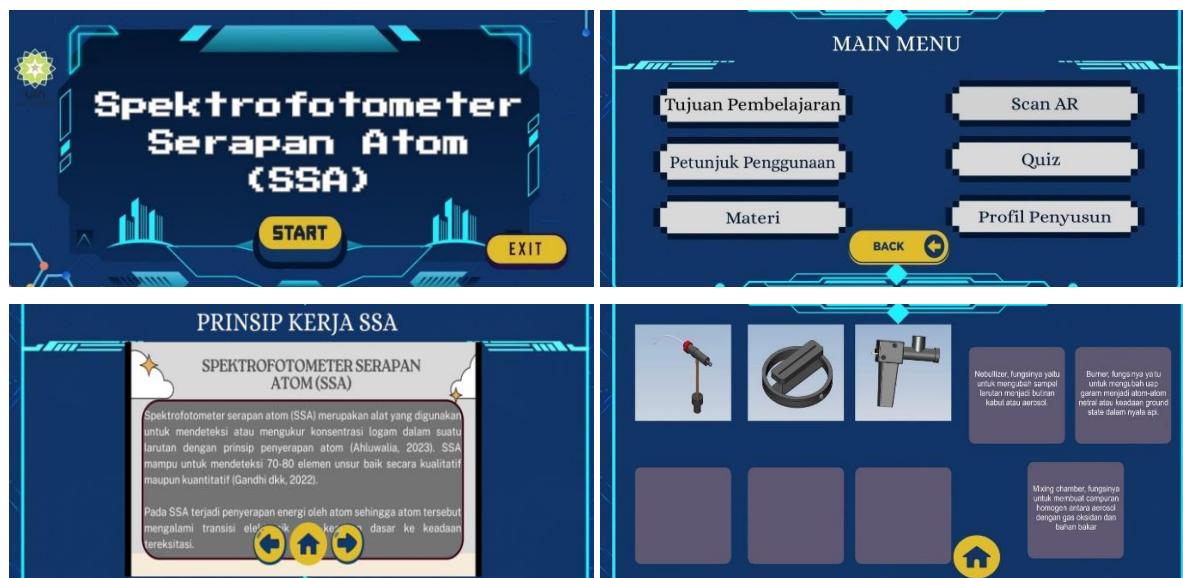 Spektrofotometer
Serapan Atom
(SSA)
START
EXIT
MAIN MENU
Tujuan Pembelajaran
Petunjuk Penggunaan
Materi
Scan AR
Quiz
Profil Penyusun
BACK
PRINSIP KERJA SSA
SPEKTROFOTOMETER SERAPAN
ATOM (SSA)
Spektrofotometer serapan atom (SSA) merupakan alat yang digunakan
untuk mendeteksi atau mengukur konsentrasi logam dalam suatu
larutan dengan prinsip penyerapan atom (Ahluwalia, 2023). SSA
mampu untuk mendeteksi 70-80 elemen unsur baik secara kualitatif
maupun kuantitatif (Gandhi dkk, 2022).
Pada SSA terjadi penyerapan energi oleh atom sehingga atom tersebut
mengalami transisi dasar ke keadaan
tereksitasi.
Nebulizer, fungsinya yaitu
untuk mengubah sampel
larutan menjadi butiran
kabut atau aerosol.
Burner, fungsinya yaitu
untuk mengubah uap
garam menjadi atom-atom
netral atau keadaan ground
state dalam nyala api.
Mixing chamber, fungsinya
untuk membuat campuran
homogen antara aerosol
dengan gas oksidan dan
bahan bakar